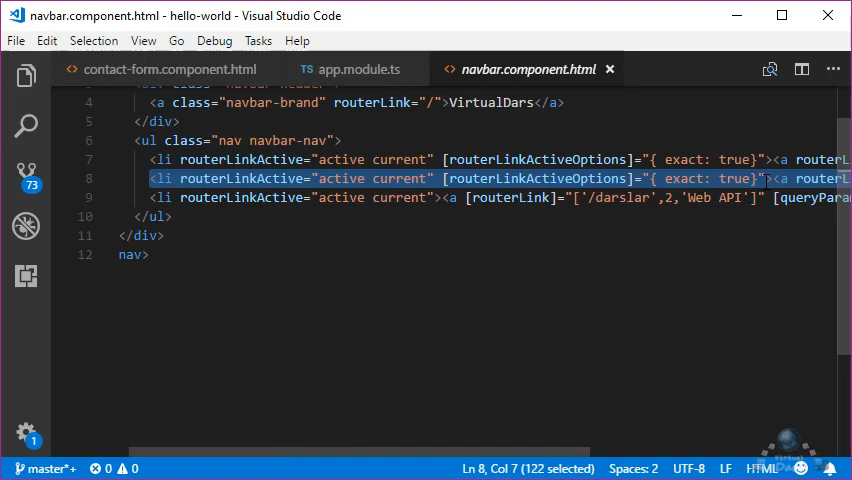 navbar.component.html - hello-world - Visual Studio Code
File Edit Selection View Go Debug Tasks Help
contact-form.component.html TS app.module.ts navbar.component.html
4 <a class="navbar-brand" routerLink="/">VirtualDars</a>
5 </div>
6 <ul class="nav navbar-nav">
7 <li routerLinkActive="active current" [routerLinkActiveOptions]="{ exact: true}"><a routerL
8 <li routerLinkActive="active current" [routerLinkActiveOptions]="{ exact: true}"><a routerL
9 <li routerLinkActive="active current"><a [routerLink]="['/darslar',2,'Web API']" [queryParam
10 </ul>
11 </div>
12 nav>
73
1
master*+ 0 0 Ln 8, Col 7 (122 selected) Spaces: 2 UTF-8 LF HTML